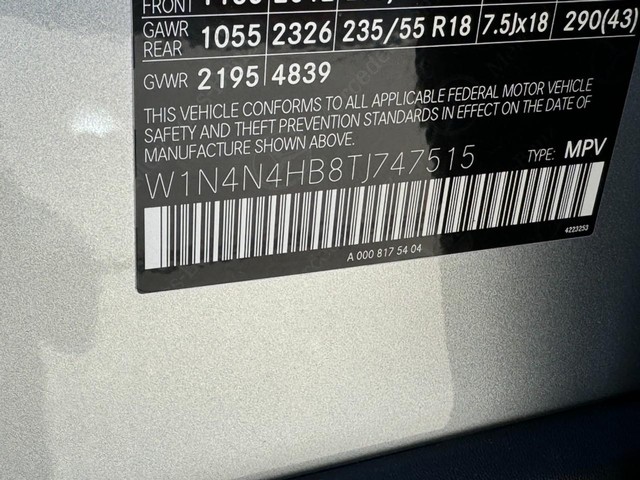 FRONT
GAWR
REAR 1055 2326 235/55 R18 7.5Jx18 290(43)
GVWR 2195 4839
THIS VEHICLE CONFORMS TO ALL APPLICABLE FEDERAL MOTOR VEHICLE
SAFETY AND THEFT PREVENTION STANDARDS IN EFFECT ON THE DATE OF
MANUFACTURE SHOWN ABOVE.
W1N4N4HB8TJ747515 TYPE: MPV
4223253
A 000 817 54 04